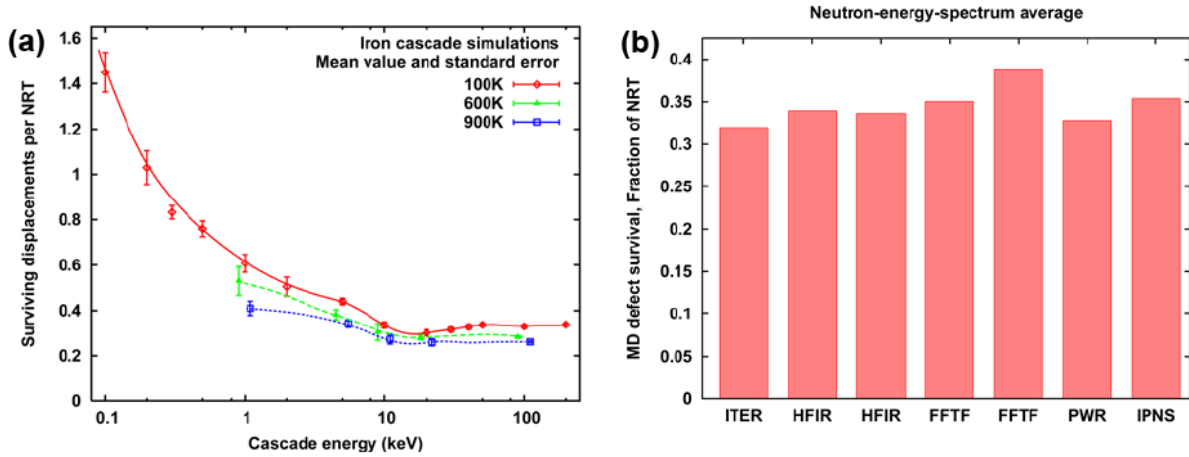 (a)
Surviving displacements per NRT
1.6
1.4
1.2
1
0.8
0.6
0.4
0.2
0
Iron cascade simulations
Mean value and standard error
100K
600K
900K
0.1
1
10
100
Cascade energy (keV)
(b)
Neutron-energy-spectrum average
MD defect survival, Fraction of NRT
0.4
0.35
0.3
0.25
0.2
0.15
0.1
0.05
0
ITER
HFIR
HFIR
FFTF
FFTF
PWR
IPNS